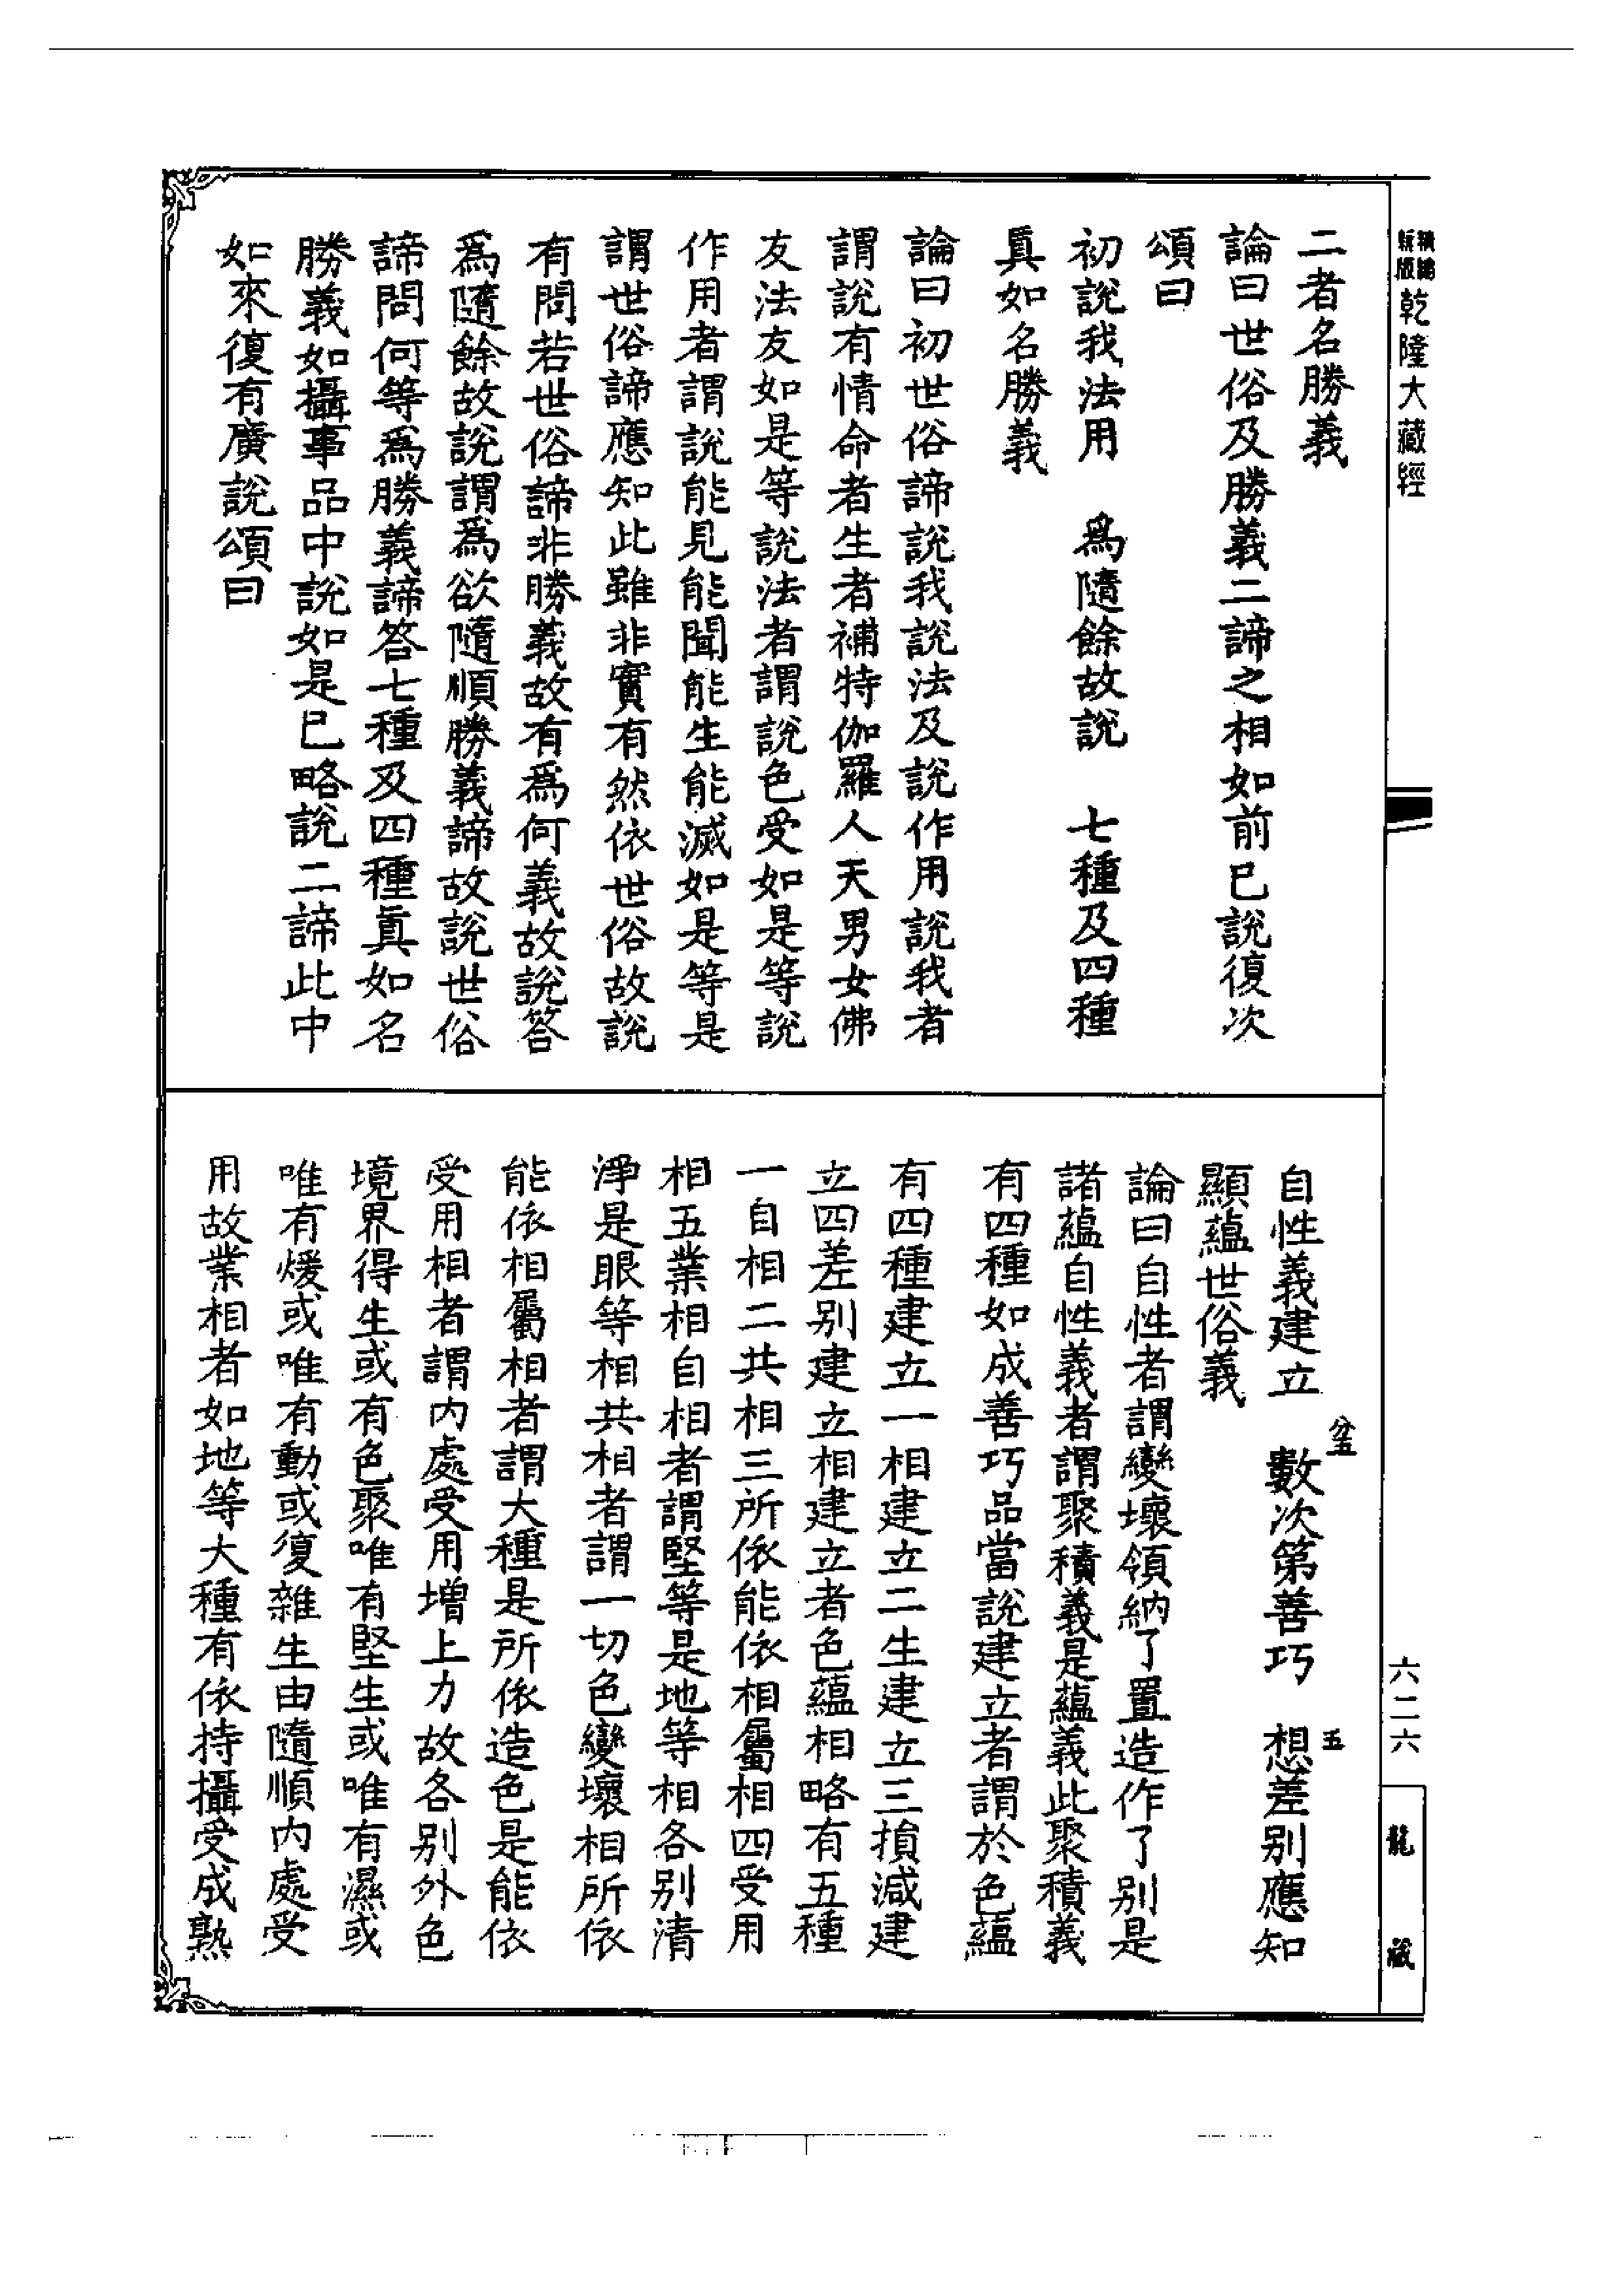 新編
新版
乾隆大藏經
二者名勝義
論曰世俗及勝義二諦之相如前已說復次
頌曰
初說我法用　爲隨餘故說　七種及四種
眞如名勝義
論曰初世俗諦說我說法及說作用說我者
謂說有情命者生者補特伽羅人天男女佛
友法友如是等說法者謂說色受如是等說
作用者謂說能見能聞能生能滅如是等是
謂世俗諦應知此雖非實有然依世俗故說
有問若世俗諦非勝義故有爲何義故說答
爲隨餘故說謂爲欲隨順勝義諦故說世俗
諦問何等爲勝義諦答七種及四種眞如名
勝義如攝事品中說如是已略說二諦此中
如來復有廣說頌曰
自性義建立　數次第善巧　想差別應知
顯蘊世俗義
論曰自性者謂變壞領納了置造作了別是
諸蘊自性義者謂聚積義是蘊義此聚積義
有四種如成善巧品當說建立者謂於色蘊
有四種建立一相建立二生建立三損減建
立四差別建立相建立者色蘊相略有五種
一自相二共相三所依能依相屬相四受用
相五業相自相者謂堅等是地等相各別清
淨是眼等相共相者謂一切色變壞相所依
能依相屬相者謂大種是所依造色是能依
受用相者謂內處受用增上力故各別外色
境界得生或有色聚唯有堅生或唯有濕或
唯有煖或唯有動或復雜生由隨順內處受
用故業相者如地等大種有依持攝受成熟
五
六二六
龍藏